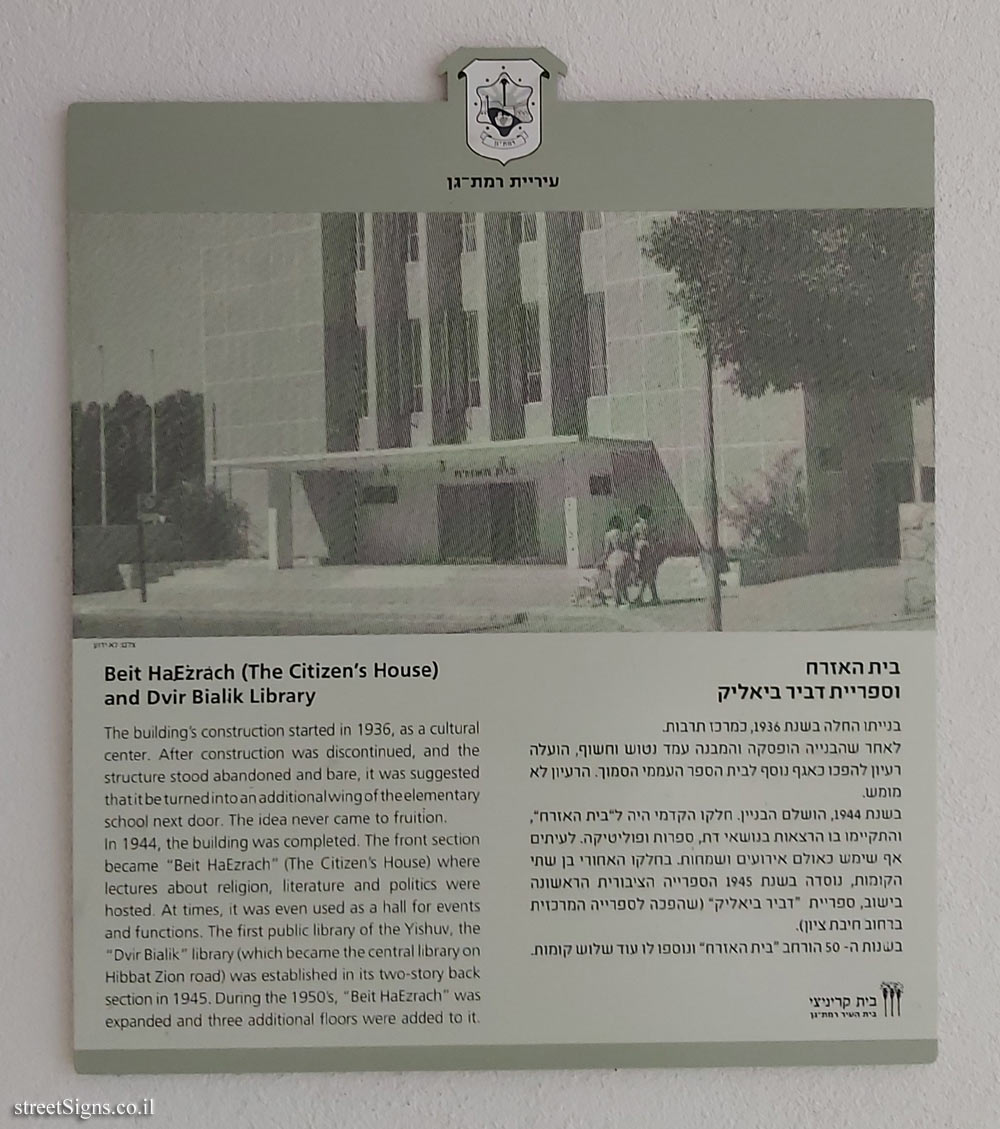 רמת־גן
עיריית רמת־גן
בית האזרח
צילום: לא ידוע
Beit HaEzrach (The Citizen's House)
and Dvir Bialik Library
The building's construction started in 1936, as a cultural
center. After construction was discontinued, and the
structure stood abandoned and bare, it was suggested
that it be turned into an additional wing of the elementary
school next door. The idea never came to fruition.
In 1944, the building was completed. The front section
became "Beit HaEzrach" (The Citizen's House) where
lectures about religion, literature and politics were
hosted. At times, it was even used as a hall for events
and functions. The first public library of the Yishuv, the
"Dvir Bialik" library (which became the central library on
Hibbat Zion road) was established in its two-story back
section in 1945. During the 1950's, "Beit HaEzrach" was
expanded and three additional floors were added to it.
בית האזרח
וספריית דביר ביאליק
בנייתו החלה בשנת 1936, כמרכז תרבות.
לאחר שהבנייה הופסקה והמבנה עמד נטוש וחשוף, הועלה
רעיון להפכו כאגף נוסף לבית הספר העממי הסמוך. הרעיון לא
מומש.
בשנת 1944, הושלם הבניין. חלקו הקדמי היה ל"בית האזרח",
והתקיימו בו הרצאות בנושאי דת, ספרות ופוליטיקה. לעיתים
אף שימש כאולם אירועים ושמחות. בחלקו האחורי בן שתי
הקומות, נוסדה בשנת 1945 הספרייה הציבורית הראשונה
בישוב, ספריית "דביר ביאליק" (שהפכה לספרייה המרכזית
ברחוב חיבת ציון).
בשנות ה- 50 הורחב "בית האזרח" ונוספו לו עוד שלוש קומות.
בית קריניצי
בית העיר רמת־גן
streetSigns.co.il